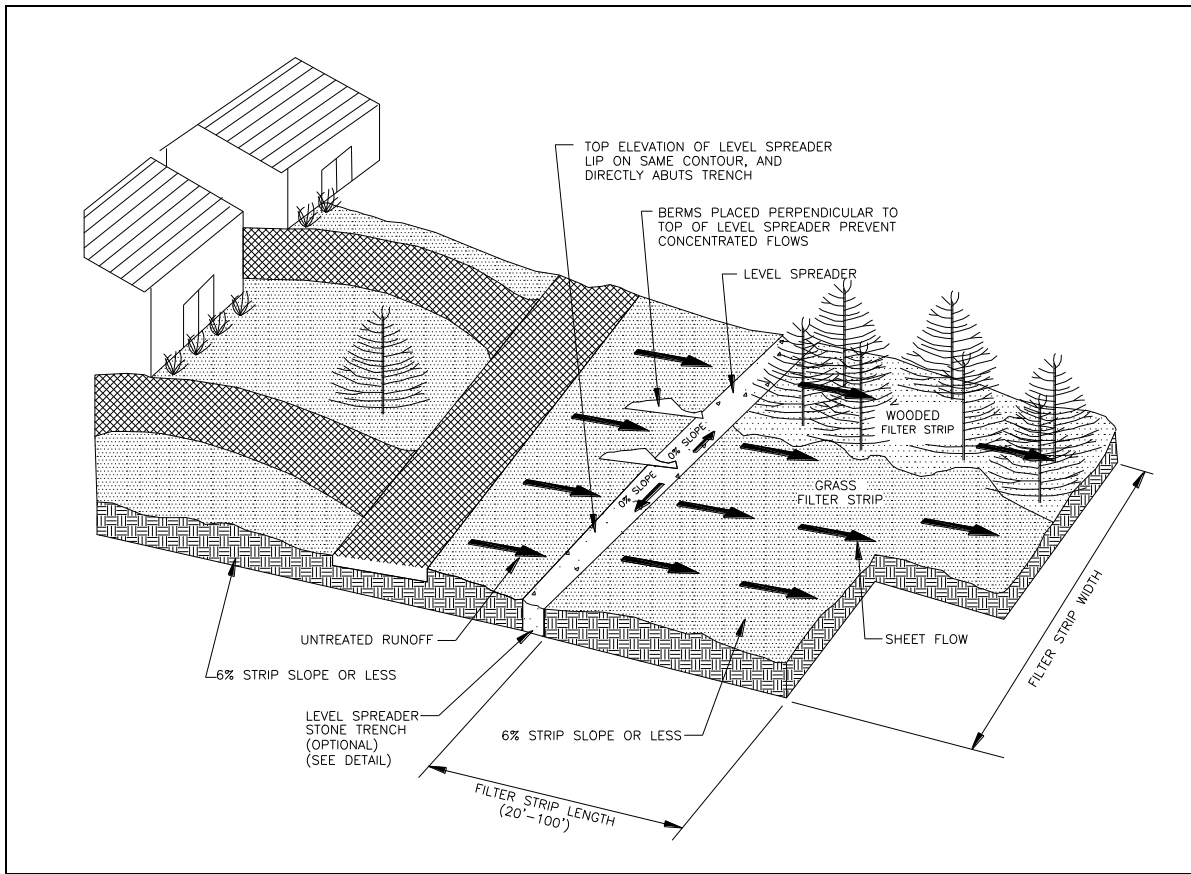 TOP ELEVATION OF LEVEL SPREADER
LIP ON SAME CONTOUR, AND
DIRECTLY ABUTS TRENCH
BERMS PLACED PERPENDICULAR TO
TOP OF LEVEL SPREADER PREVENT
CONCENTRATED FLOWS
LEVEL SPREADER
WOODED
FILTER STRIP
0% SLOPE
0% SLOPE
GRASS
FILTER STRIP
UNTREATED RUNOFF
SHEET FLOW
FILTER STRIP WIDTH
6% STRIP SLOPE OR LESS
LEVEL SPREADER
STONE TRENCH
(OPTIONAL)
(SEE DETAIL)
6% STRIP SLOPE OR LESS
FILTER STRIP LENGTH
(20'-100')